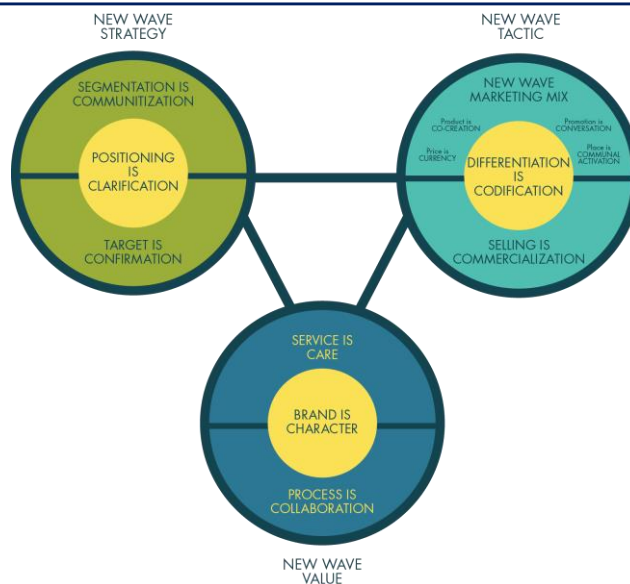 NEW WAVE
STRATEGY
SEGMENTATION IS
COMMUNITIZATION
POSITIONING
IS
CLARIFICATION
TARGET IS
CONFIRMATION
NEW WAVE
TACTIC
NEW WAVE
MARKETING MIX
Product is
CO-CREATION
Promotion is
CONVERSATION
Price is
CURRENCY
Place is
COMMUNAL
ACTIVATION
DIFFERENTIATION
IS
CODIFICATION
SELLING IS
COMMERCIALIZATION
SERVICE IS
CARE
BRAND IS
CHARACTER
PROCESS IS
COLLABORATION
NEW WAVE
VALUE